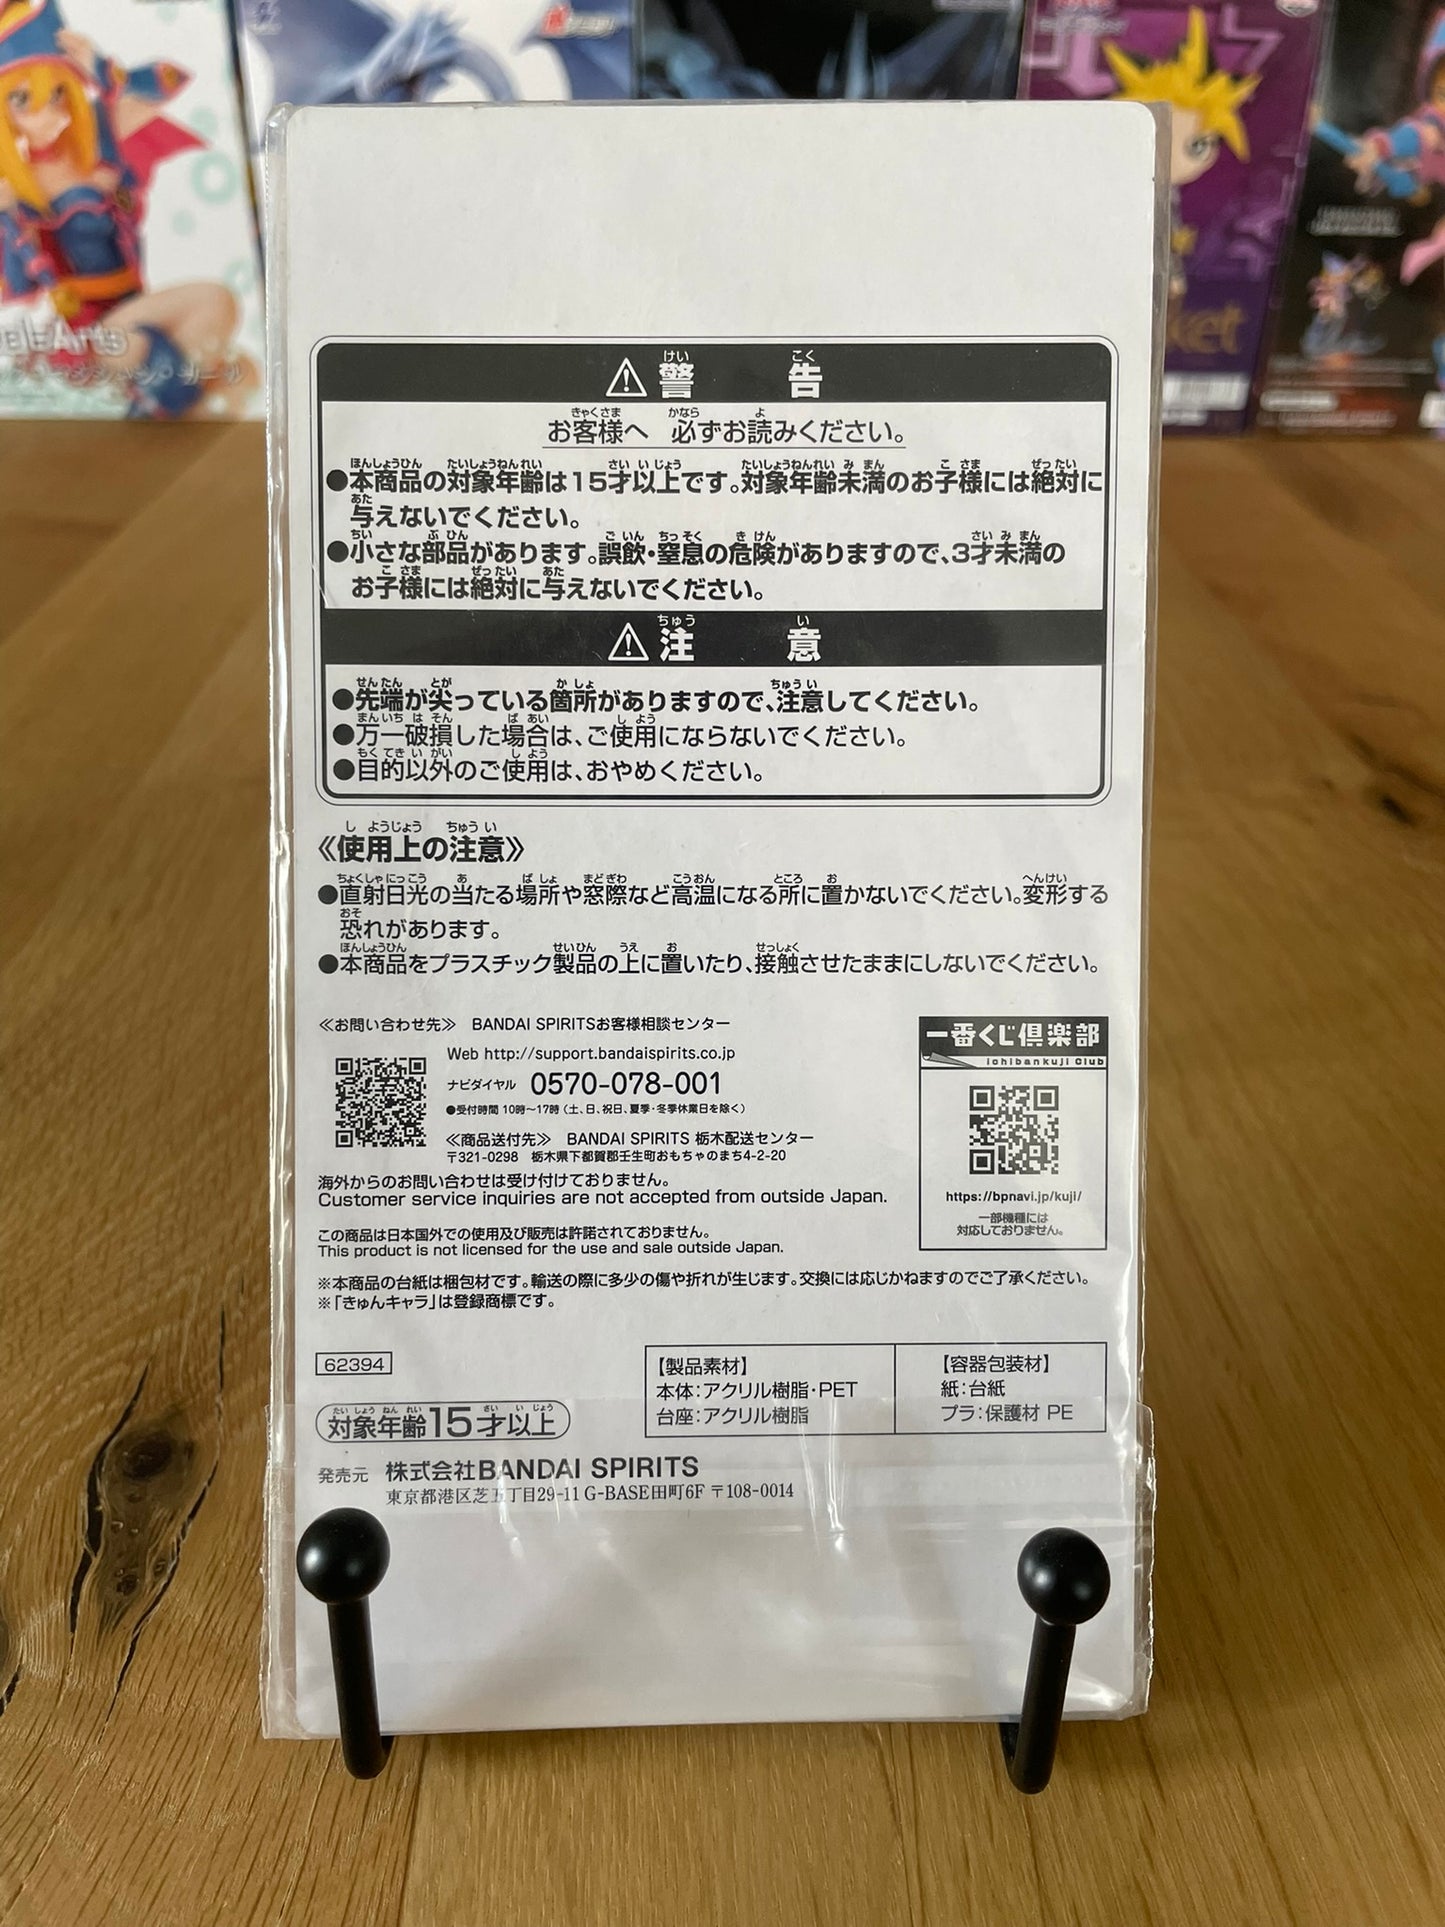 ⚠警告
お客様へ 必ずお読みください。
●本商品の対象年齢は15才以上です。対象年齢未満のお子様には絶対に
与えないでください。
●小さな部品があります。誤飲・窒息の危険がありますので、3才未満の
お子様には絶対に与えないでください。
⚠注意
●先端が尖っている箇所がありますので、注意してください。
●万一破損した場合は、ご使用にならないでください。
●目的以外のご使用は、おやめください。
《使用上の注意》
●直射日光の当たる場所や窓際など高温になる所に置かないでください。変形する
恐れがあります。
●本商品をプラスチック製品の上に置いたり、接触させたままにしないでください。
≪お問い合わせ先≫ BANDAI SPIRITSお客様相談センター
Web http://support.bandaispirits.co.jp
ナビダイヤル 0570-078-001
●受付時間 10時〜17時 (土、日、祝日、夏季・冬季休業日を除く)
≪商品送付先≫ BANDAI SPIRITS 栃木配送センター
〒321-0298 栃木県下都賀郡壬生町おもちゃのまち4-2-20
海外からのお問い合わせは受け付けておりません。
Customer service inquiries are not accepted from outside Japan.
この商品は日本国外での使用及び販売は許諾されておりません。
This product is not licensed for the use and sale outside Japan.
一番くじ倶楽部
ichibankuji Club
https://bpnavi.jp/kuji/
一部機種には
対応しておりません。
※本商品の台紙は梱包材です。輸送の際に多少の傷や折れが生じます。交換には応じかねますのでご了承ください。
※「きゅんキャラ」は登録商標です。
62394
対象年齢15才以上
【製品素材】
本体：アクリル樹脂・PET
台座：アクリル樹脂
【容器包装材】
紙：台紙
プラ：保護材 PE
発売元 株式会社BANDAI SPIRITS
東京都港区芝五丁目29-11 G-BASE田町6F 〒108-0014